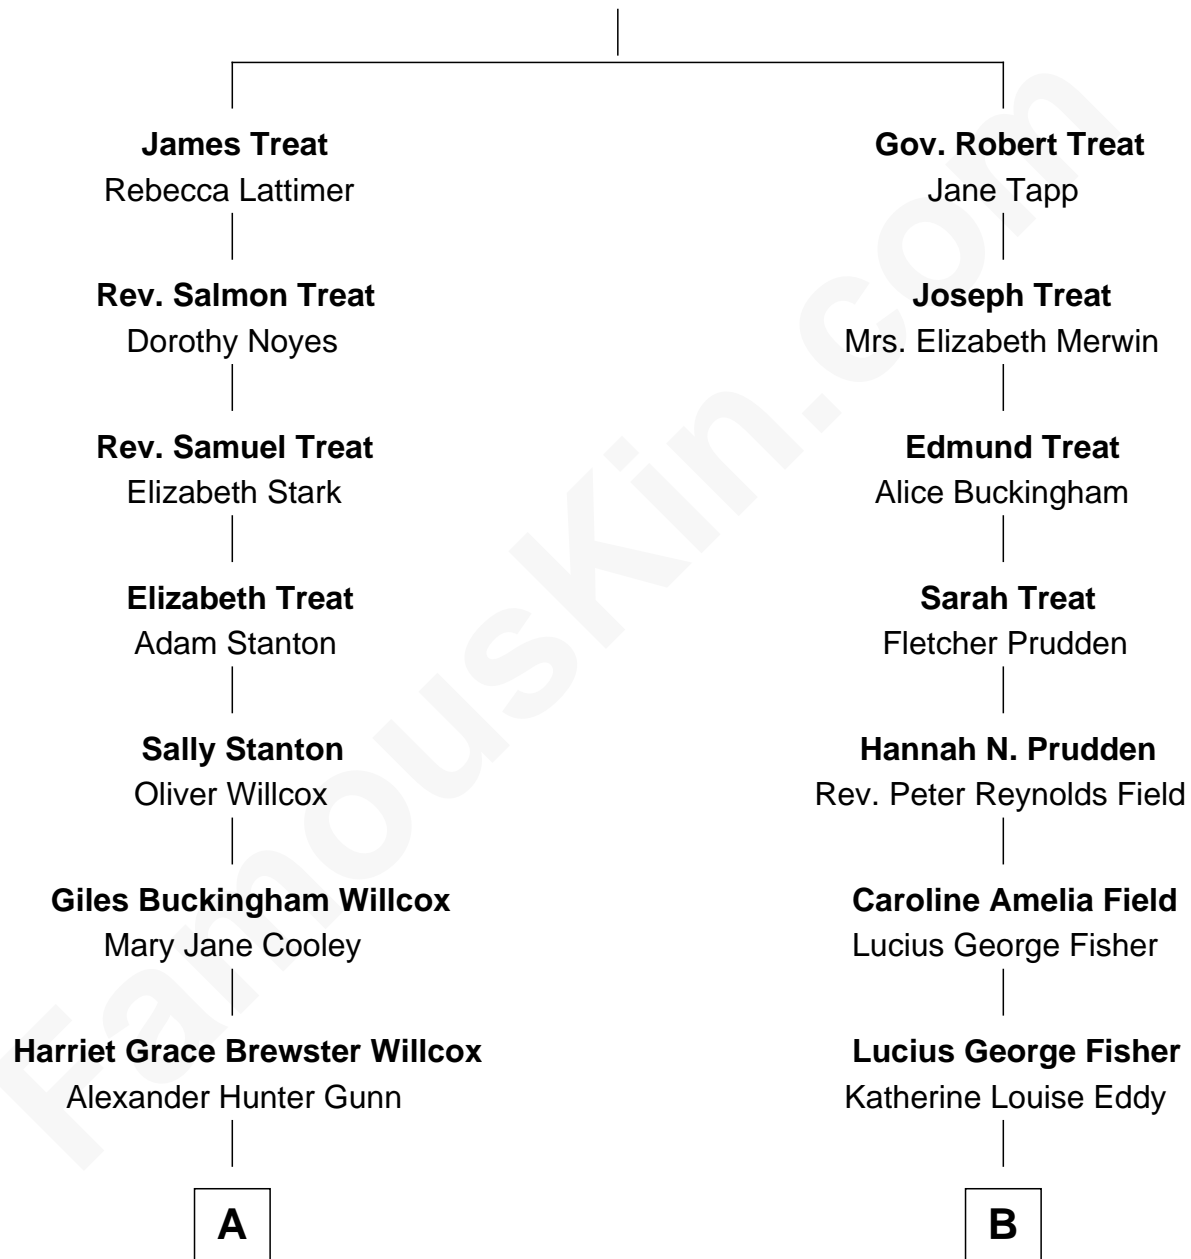 James Treat
Rebecca Lattimer
Rev. Salmon Treat
Dorothy Noyes
Rev. Samuel Treat
Elizabeth Stark
Elizabeth Treat
Adam Stanton
Sally Stanton
Oliver Willcox
Giles Buckingham Willcox
Mary Jane Cooley
Harriet Grace Brewster Willcox
Alexander Hunter Gunn
A
Gov. Robert Treat
Jane Tapp
Joseph Treat
Mrs. Elizabeth Merwin
Edmund Treat
Alice Buckingham
Sarah Treat
Fletcher Prudden
Hannah N. Prudden
Rev. Peter Reynolds Field
Caroline Amelia Field
Lucius George Fisher
Lucius George Fisher
Katherine Louise Eddy
B
FamousKin.com